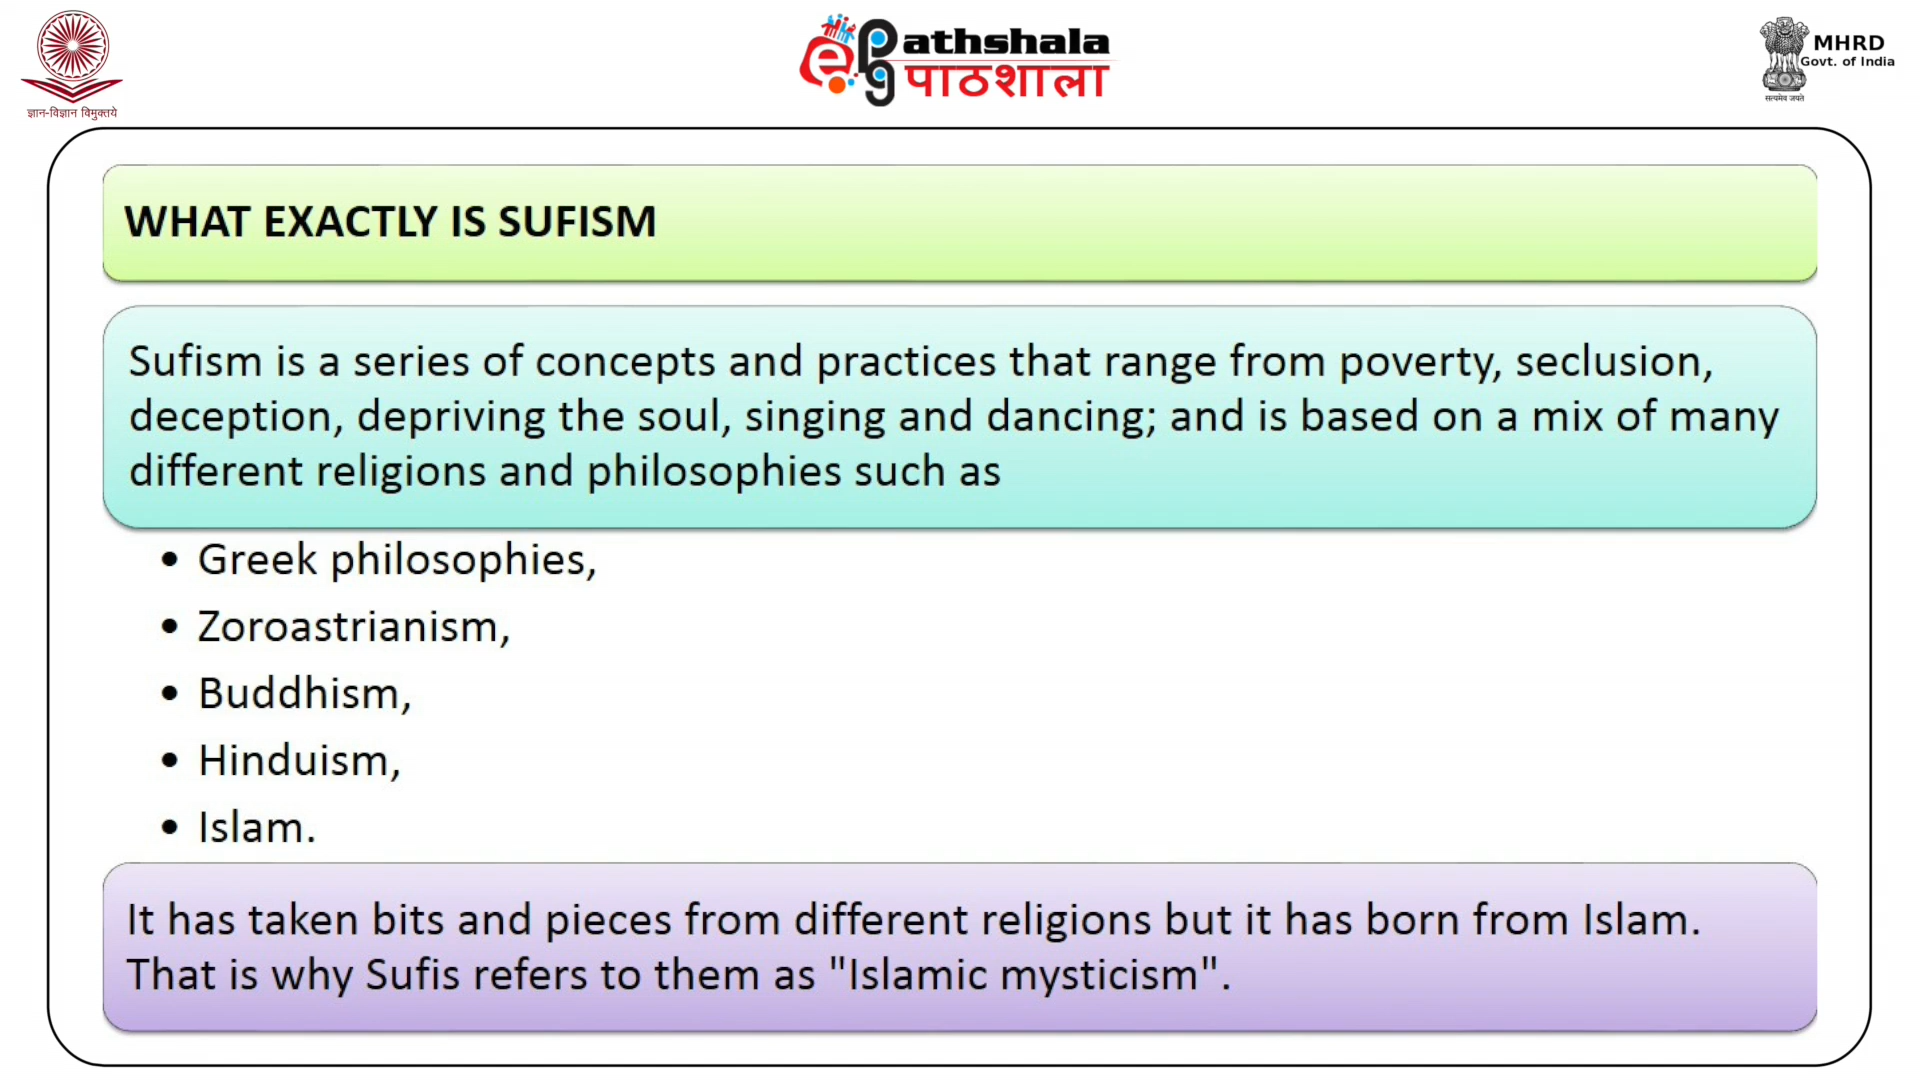 ज्ञान-विज्ञान विमुक्तये
e pg Pathshala
पाठशाला
MHRD
Govt. of India
सत्यमेव जयते
WHAT EXACTLY IS SUFISM
Sufism is a series of concepts and practices that range from poverty, seclusion,
deception, depriving the soul, singing and dancing; and is based on a mix of many
different religions and philosophies such as
• Greek philosophies,
• Zoroastrianism,
• Buddhism,
• Hinduism,
• Islam.
It has taken bits and pieces from different religions but it has born from Islam.
That is why Sufis refers to them as "Islamic mysticism".